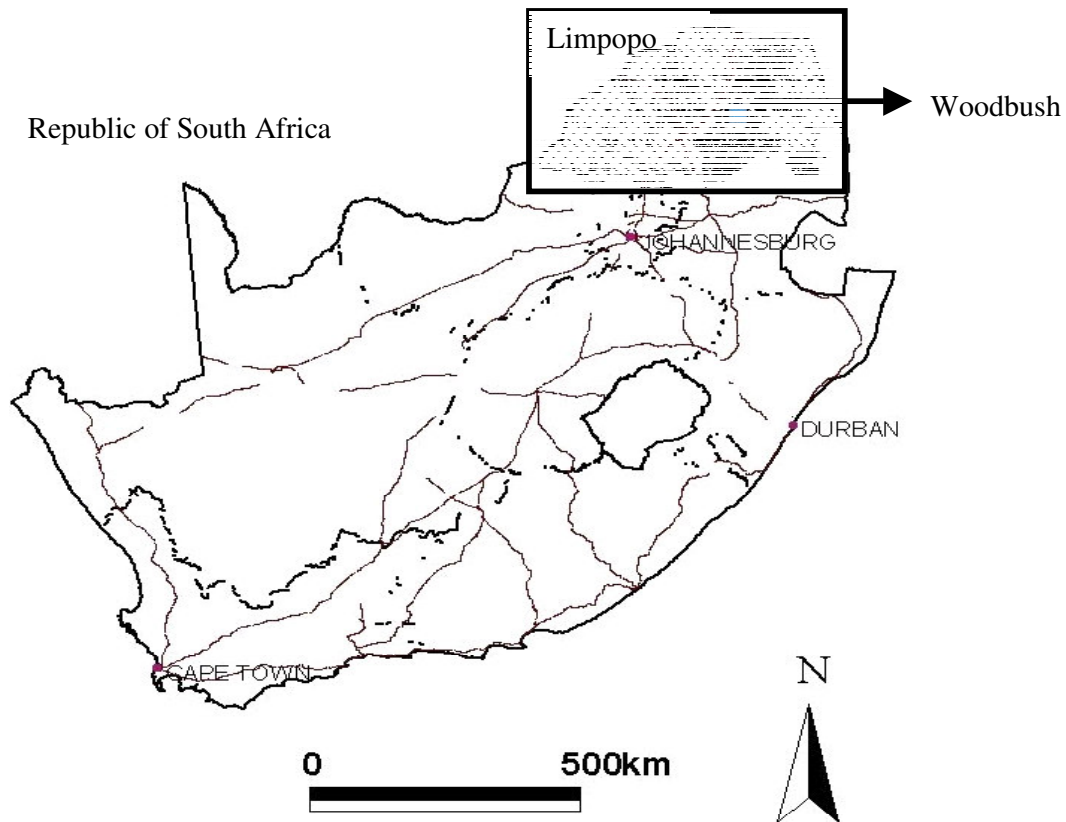 Limpopo
Woodbush
Republic of South Africa
JOHANNESBURG
DURBAN
CAPE TOWN
N
0 500km